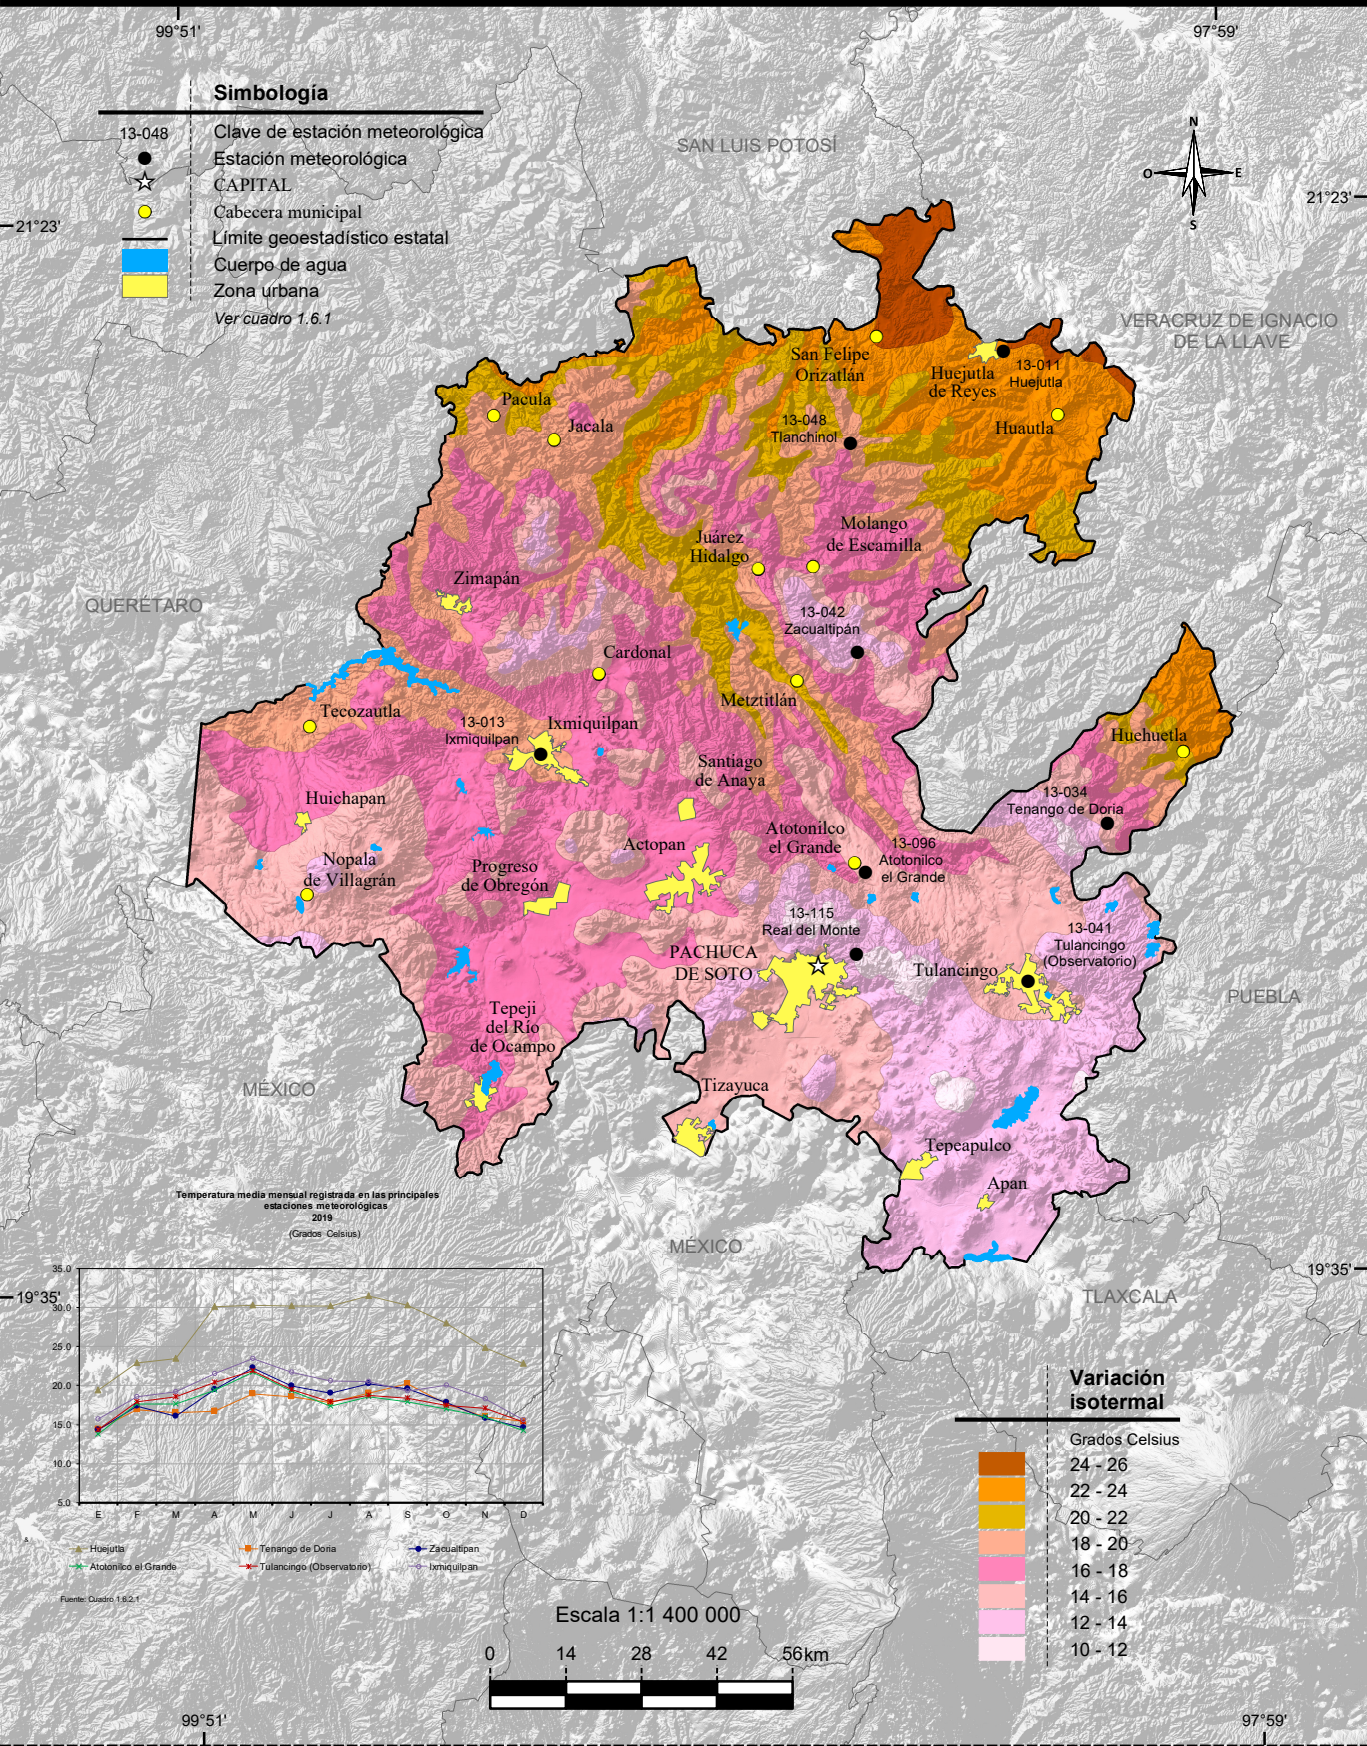 99°51'
97°59'
Simbología
13-048
Clave de estación meteorológica
Estación meteorológica
CAPITAL
Cabecera municipal
Límite geoestadístico estatal
Cuerpo de agua
Zona urbana
Ver cuadro 1.6.1
SAN LUIS POTOSÍ
N
O
E
S
21°23'
21°23'
VERACRUZ DE IGNACIO
DE LA LLAVE
San Felipe
Orizatlán
Huejutla
de Reyes
13-011
Huejutla
Pacula
Jacala
13-048
Tlanchinol
Huautla
Molango
de Escamilla
Juárez
Hidalgo
Zimapán
QUERÉTARO
13-042
Zacualtipán
Cardonal
Metztitlán
Tecozautla
13-013
Ixmiquilpan
Ixmiquilpan
Huehuetla
Santiago
de Anaya
13-034
Tenango de Doria
Huichapan
Atotonilco
el Grande
13-096
Atotonilco
el Grande
Actopan
Nopala
de Villagrán
Progreso
de Obregón
13-115
Real del Monte
13-041
Tulancingo
(Observatorio)
PACHUCA
DE SOTO
Tulancingo
PUEBLA
Tepeji
del Río
de Ocampo
MÉXICO
Tizayuca
Tepeapulco
Apan
MÉXICO
TLAXCALA
19°35'
19°35'
Temperatura media mensual registrada en las principales
estaciones meteorológicas
2019
(Grados Celsius)
35.0
30.0
25.0
20.0
15.0
10.0
5.0
E F M A M J J A S O N D
Huejutla
Tenango de Doria
Zacualtipan
Atotonilco el Grande
Tulancingo (Observatorio)
Ixmiquilpan
Fuente: Cuadro 1.6.2.1
Variación
isotermal
Grados Celsius
24 - 26
22 - 24
20 - 22
18 - 20
16 - 18
14 - 16
12 - 14
10 - 12
Escala 1:1 400 000
0 14 28 42 56km
99°51'
97°59'